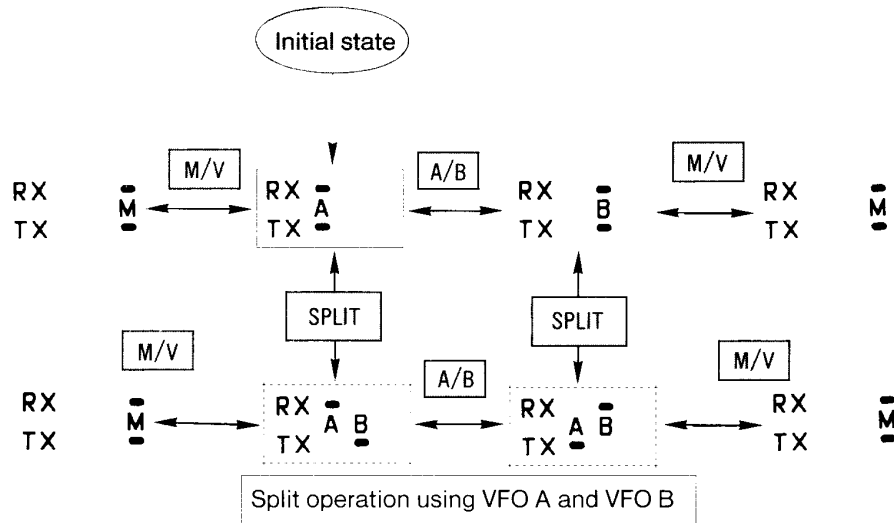 Initial state
M/V A/B M/V
RX M RX A RX B RX M
TX TX TX TX
SPLIT SPLIT
M/V A/B M/V
RX M RX A B RX A B RX M
TX TX TX TX
Split operation using VFO A and VFO B